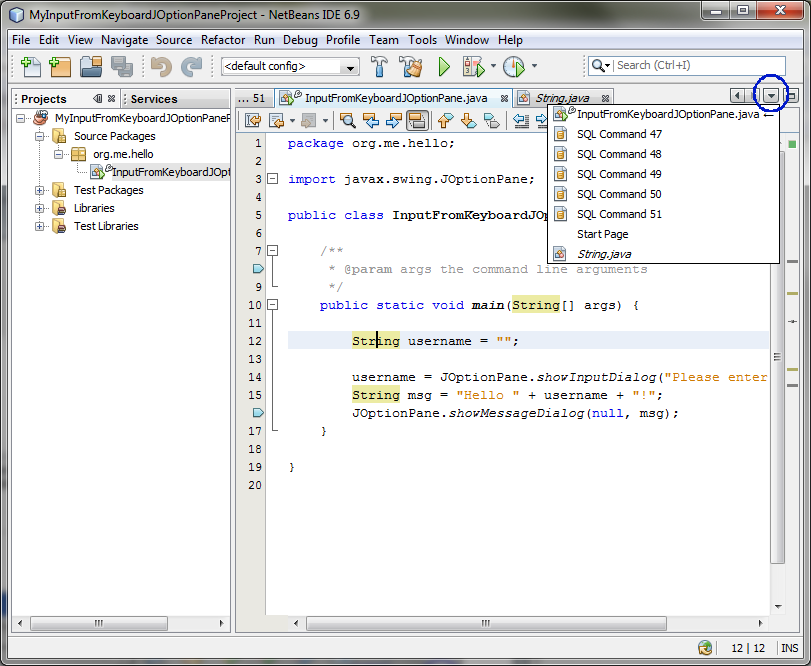 MyInputFromKeyboardJOptionPaneProject - NetBeans IDE 6.9
File Edit View Navigate Source Refactor Run Debug Profile Team Tools Window Help
<default config>
Search (Ctrl+I)
Projects
Services
... 51
InputFromKeyboardJOptionPane.java
String.java
MyInputFromKeyboardJOptionPaneF
Source Packages
org.me.hello
InputFromKeyboardJOpt
Test Packages
Libraries
Test Libraries
InputFromKeyboardJOptionPane.java ←
SQL Command 47
SQL Command 48
SQL Command 49
SQL Command 50
SQL Command 51
Start Page
String.java
1 package org.me.hello;
2
3 import javax.swing.JOptionPane;
4
5 public class InputFromKeyboardJO
6
7 /**
* @param args the command line arguments
9 */
10 public static void main(String[] args) {
11
12 String username = "";
13
14 username = JOptionPane.showInputDialog("Please enter
15 String msg = "Hello " + username + "!";
JOptionPane.showMessageDialog(null, msg);
17 }
18
19 }
20
12 | 12 INS